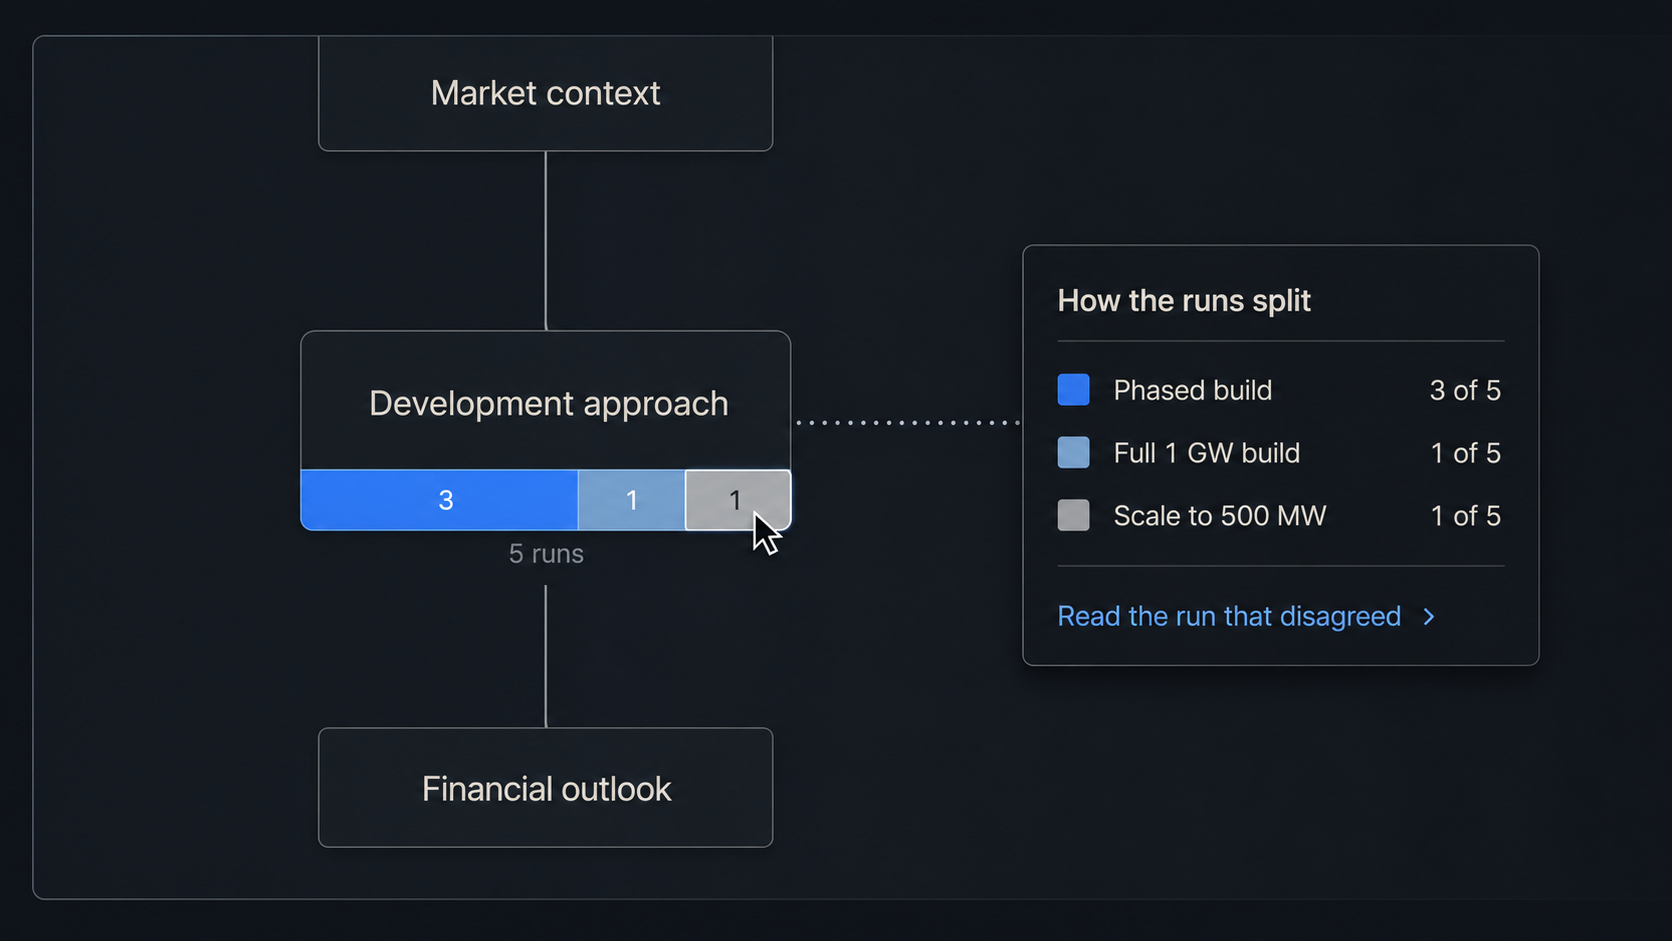 Market context
Development approach
3 1 1
5 runs
Financial outlook
How the runs split
Phased build 3 of 5
Full 1 GW build 1 of 5
Scale to 500 MW 1 of 5
Read the run that disagreed >